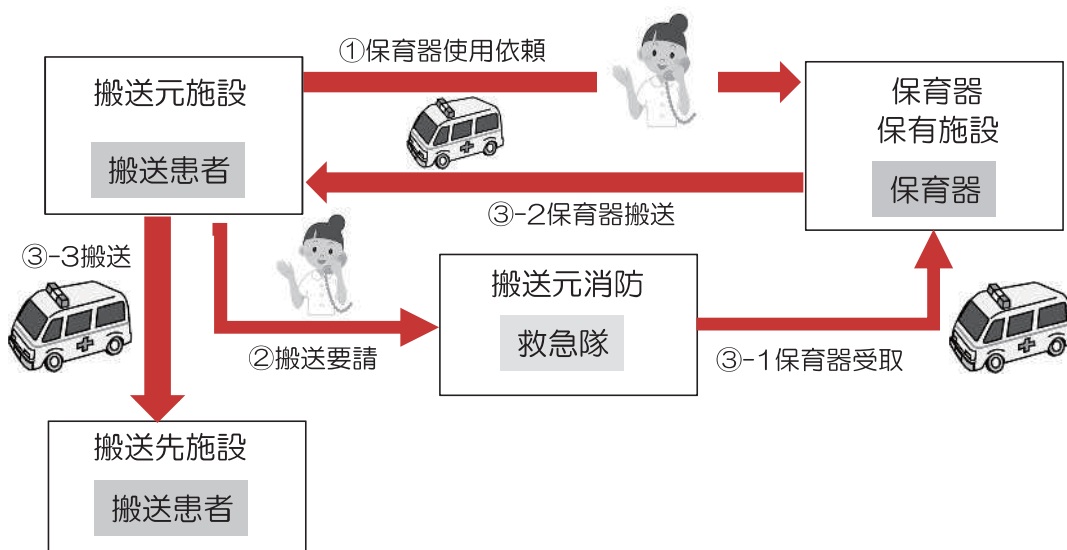 ①保育器使用依頼
搬送元施設
搬送患者
保育器
保有施設
保育器
③-2保育器搬送
③-3搬送
搬送元消防
救急隊
②搬送要請
③-1保育器受取
搬送先施設
搬送患者